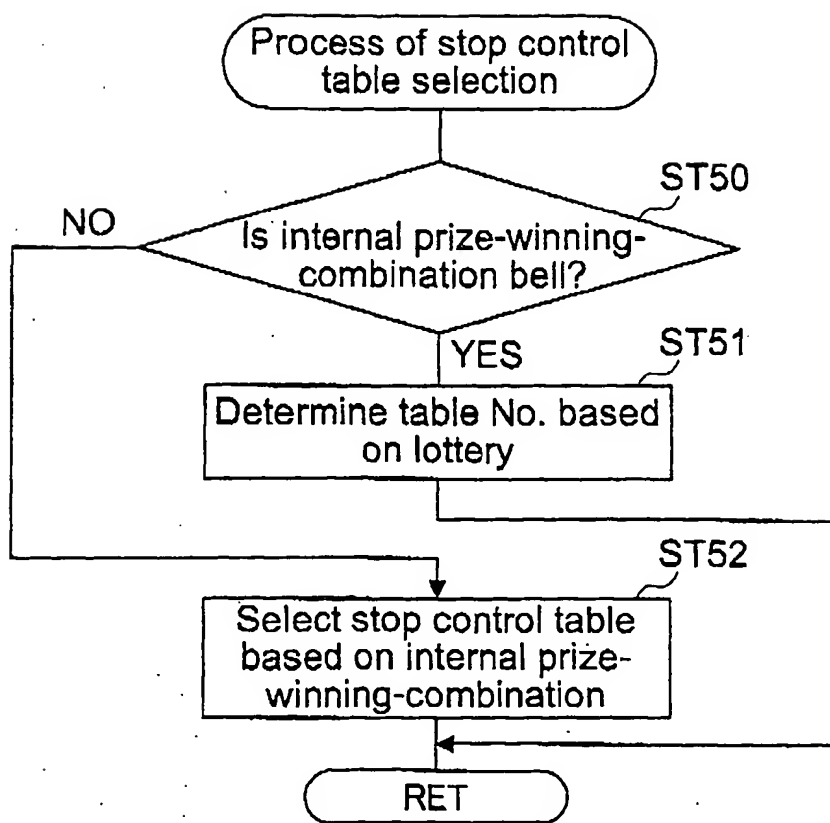 Process of stop control
table selection
ST50
NO
Is internal prize-winning-
combination bell?
YES
ST51
Determine table No. based
on lottery
ST52
Select stop control table
based on internal prize-
winning-combination
RET